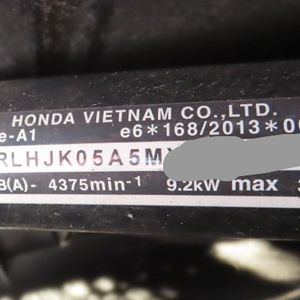 HONDA VIETNAM CO.,LTD.
e-A1 e6*168/2013*00
RLHJK05A5M
B(A)- 4375min-1 9.2kW max